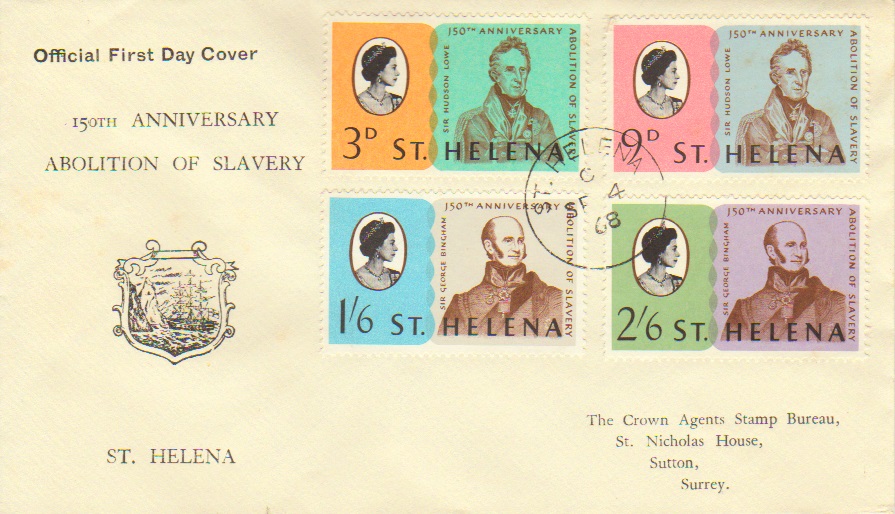 Official First Day Cover
150TH ANNIVERSARY
ABOLITION OF SLAVERY
ST. HELENA
150TH ANNIVERSARY
ABOLITION OF SLAVERY
SIR HUDSON LOWE
3D ST. HELENA
150TH ANNIVERSARY
ABOLITION OF SLAVERY
SIR HUDSON LOWE
9D ST. HELENA
150TH ANNIVERSARY
ABOLITION OF SLAVERY
SIR GEORGE BINGHAM
1/6 ST. HELENA
150TH ANNIVERSARY
ABOLITION OF SLAVERY
SIR GEORGE BINGHAM
2/6 ST. HELENA
ST. HELENA
C
SE 4
68
The Crown Agents Stamp Bureau,
St. Nicholas House,
Sutton,
Surrey.